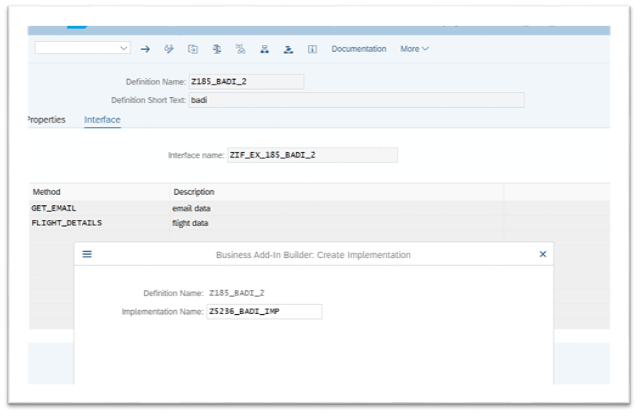 Documentation More
Definition Name: Z185_BADI_2
Definition Short Text: badi
Properties Interface
Interface name: ZIF_EX_185_BADI_2
Method Description
GET_EMAIL email data
FLIGHT_DETAILS flight data
Business Add-In Builder: Create Implementation
Definition Name: Z185_BADI_2
Implementation Name: Z5236_BADI_IMP